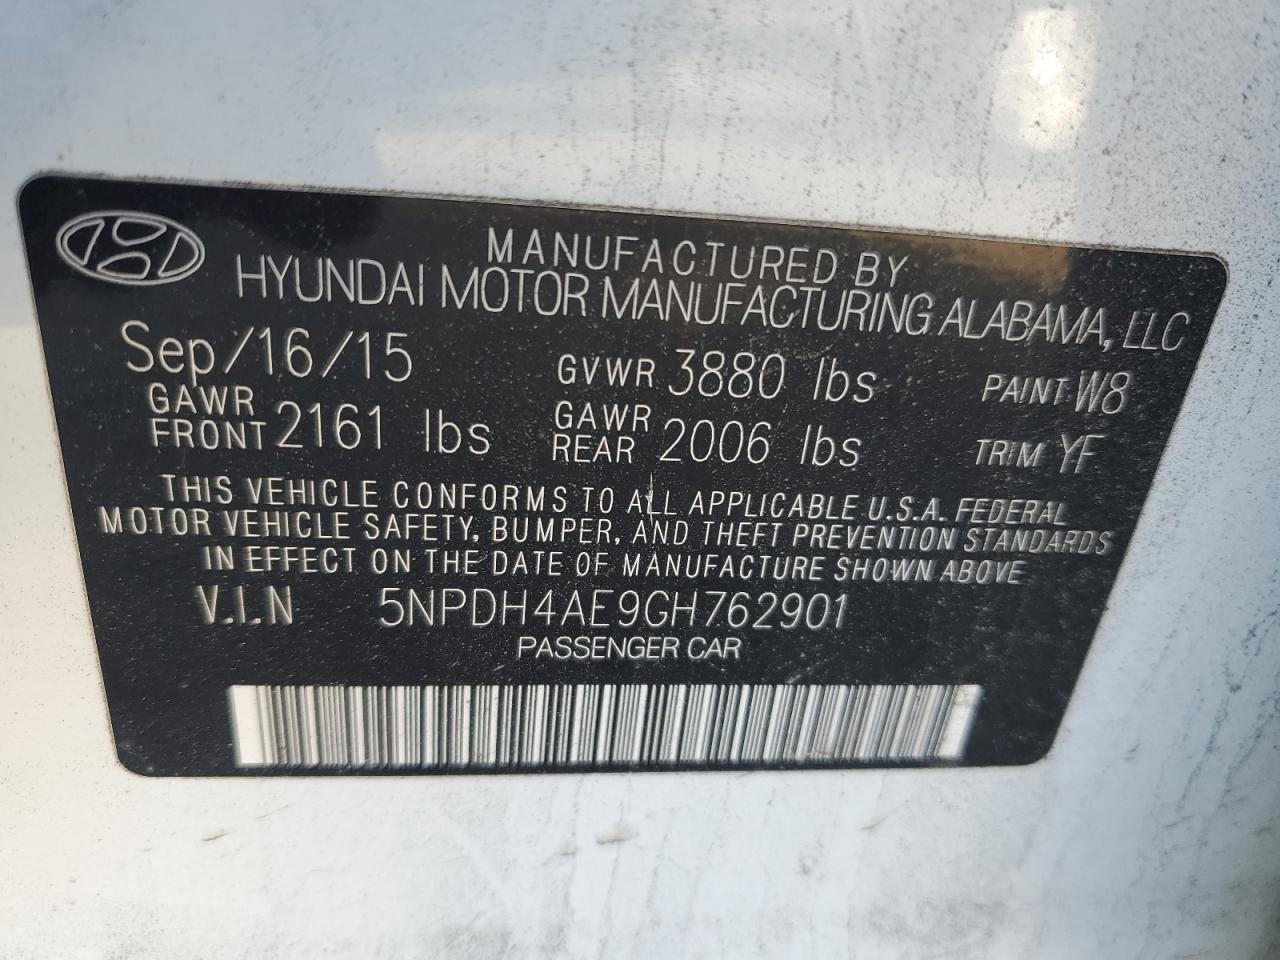 MANUFACTURED BY
HYUNDAI MOTOR MANUFACTURING ALABAMA, LLC
Sep/16/15 GVWR 3880 lbs PAINT W8
GAWR FRONT 2161 lbs GAWR REAR 2006 lbs TRIM YF
THIS VEHICLE CONFORMS TO ALL APPLICABLE U.S.A. FEDERAL
MOTOR VEHICLE SAFETY, BUMPER, AND THEFT PREVENTION STANDARDS
IN EFFECT ON THE DATE OF MANUFACTURE SHOWN ABOVE
V.I.N 5NPDH4AE9GH762901
PASSENGER CAR